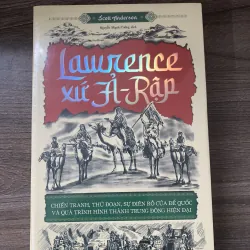 Scott Anderson
Lawrence
xứ Ả-Rập
CHIẾN TRANH, THỦ ĐOẠN, SỰ ĐIÊN RỒ CỦA ĐẾ QUỐC
VÀ QUÁ TRÌNH HÌNH THÀNH TRUNG ĐÔNG HIỆN ĐẠI